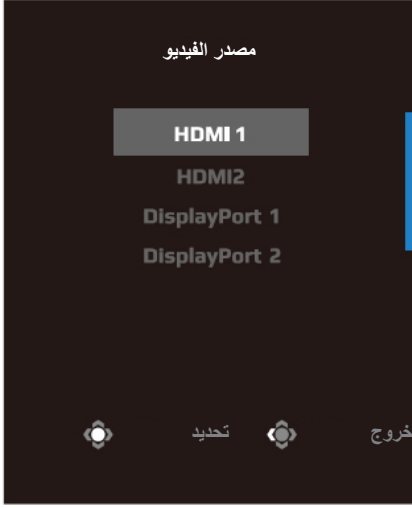 مصدر الفيديو
HDMI 1
HDMI2
DisplayPort 1
DisplayPort 2
خروج تحديد